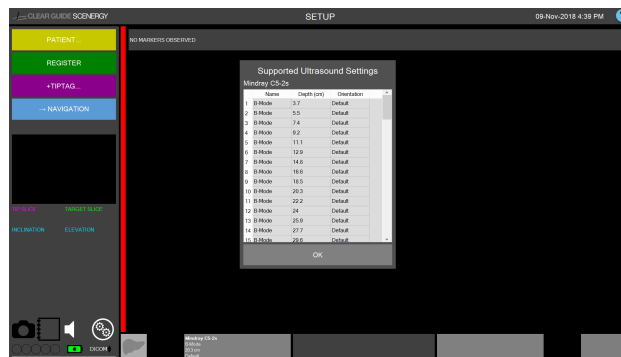 CLEAR GUIDE SCENERGY
SETUP
09-Nov-2018 4:39 PM
PATIENT...
REGISTER
+TIPTAG...
→ NAVIGATION
TIP SLICE TARGET SLICE
INCLINATION ELEVATION
DICOM
NO MARKERS OBSERVED
Supported Ultrasound Settings
Mindray C5-2s
Name Depth (cm) Orientation
1 B-Mode 3.7 Default
2 B-Mode 5.5 Default
3 B-Mode 7.4 Default
4 B-Mode 9.2 Default
5 B-Mode 11.1 Default
6 B-Mode 12.9 Default
7 B-Mode 14.8 Default
8 B-Mode 16.6 Default
9 B-Mode 18.5 Default
10 B-Mode 20.3 Default
11 B-Mode 22.2 Default
12 B-Mode 24 Default
13 B-Mode 25.9 Default
14 B-Mode 27.7 Default
15 B-Mode 29.6 Default
OK
Mindray C5-2s
B-Mode
20.3 cm
Default